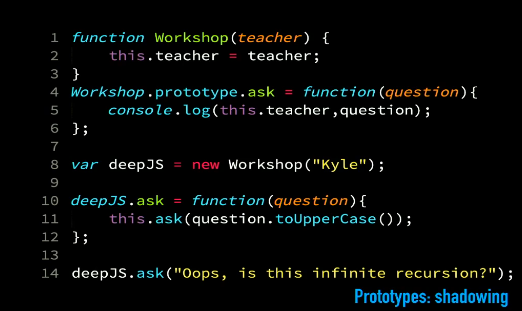 1 function Workshop(teacher) {
2 this.teacher = teacher;
3 }
4 Workshop.prototype.ask = function(question){
5 console.log(this.teacher,question);
6 };
7
8 var deepJS = new Workshop("Kyle");
9
10 deepJS.ask = function(question){
11 this.ask(question.toUpperCase());
12 };
13
14 deepJS.ask("Oops, is this infinite recursion?");
Prototypes: shadowing